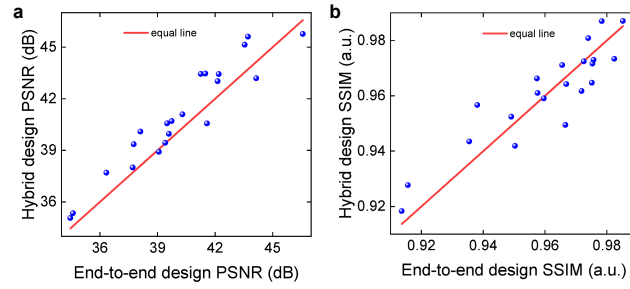 a
equal line
45
42
39
36
Hybrid design PSNR (dB)
36
39
42
45
End-to-end design PSNR (dB)
b
equal line
0.98
0.96
0.94
0.92
Hybrid design SSIM (a.u.)
0.92
0.94
0.96
0.98
End-to-end design SSIM (a.u.)